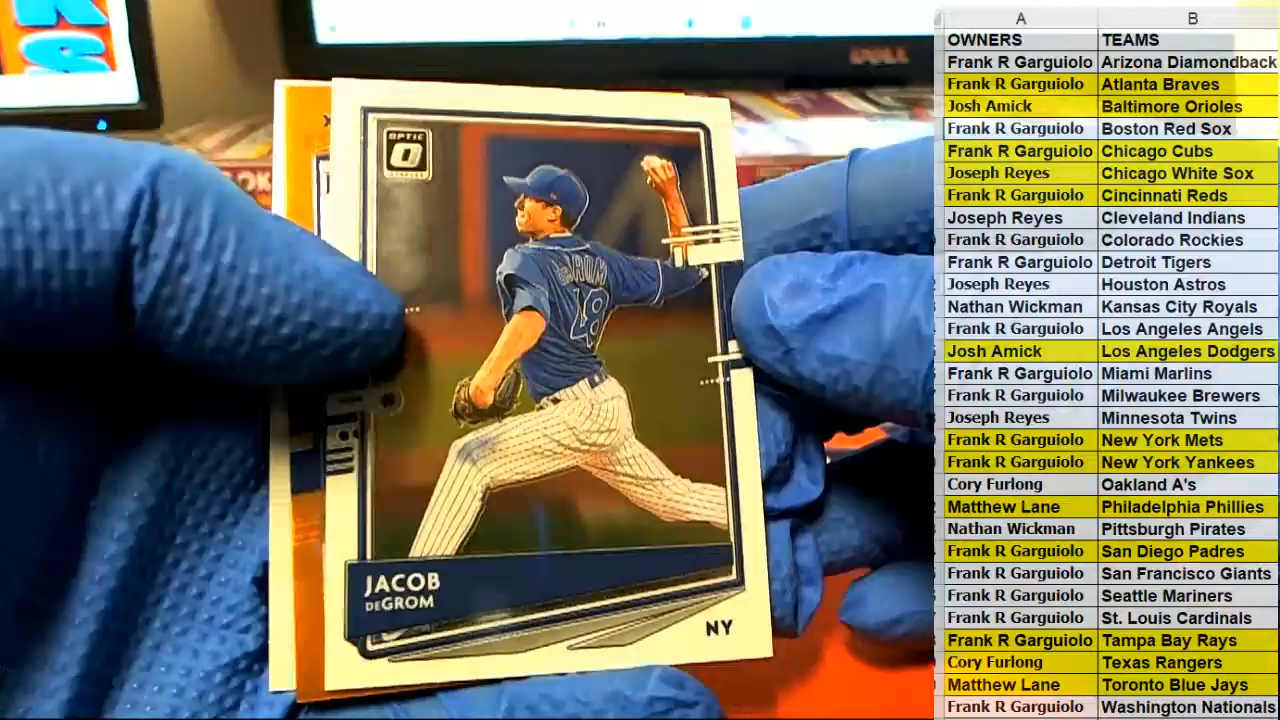 KS
DELL
OPTIC
O
DEGROM
48
JACOB
DEGROM
NY
A B
OWNERS TEAMS
Frank R Garguiolo Arizona Diamondback
Frank R Garguiolo Atlanta Braves
Josh Amick Baltimore Orioles
Frank R Garguiolo Boston Red Sox
Frank R Garguiolo Chicago Cubs
Joseph Reyes Chicago White Sox
Frank R Garguiolo Cincinnati Reds
Joseph Reyes Cleveland Indians
Frank R Garguiolo Colorado Rockies
Frank R Garguiolo Detroit Tigers
Joseph Reyes Houston Astros
Nathan Wickman Kansas City Royals
Frank R Garguiolo Los Angeles Angels
Josh Amick Los Angeles Dodgers
Frank R Garguiolo Miami Marlins
Frank R Garguiolo Milwaukee Brewers
Joseph Reyes Minnesota Twins
Frank R Garguiolo New York Mets
Frank R Garguiolo New York Yankees
Cory Furlong Oakland A's
Matthew Lane Philadelphia Phillies
Nathan Wickman Pittsburgh Pirates
Frank R Garguiolo San Diego Padres
Frank R Garguiolo San Francisco Giants
Frank R Garguiolo Seattle Mariners
Frank R Garguiolo St. Louis Cardinals
Frank R Garguiolo Tampa Bay Rays
Cory Furlong Texas Rangers
Matthew Lane Toronto Blue Jays
Frank R Garguiolo Washington Nationals